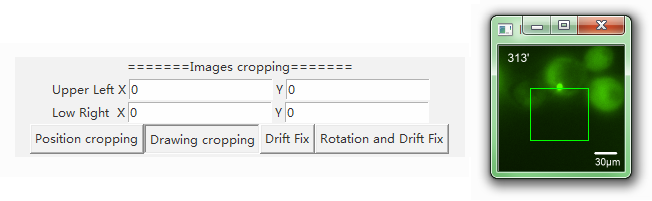 =======Images cropping=======
Upper Left X 0 Y 0
Low Right X 0 Y 0
Position cropping Drawing cropping Drift Fix Rotation and Drift Fix
313'
30μm